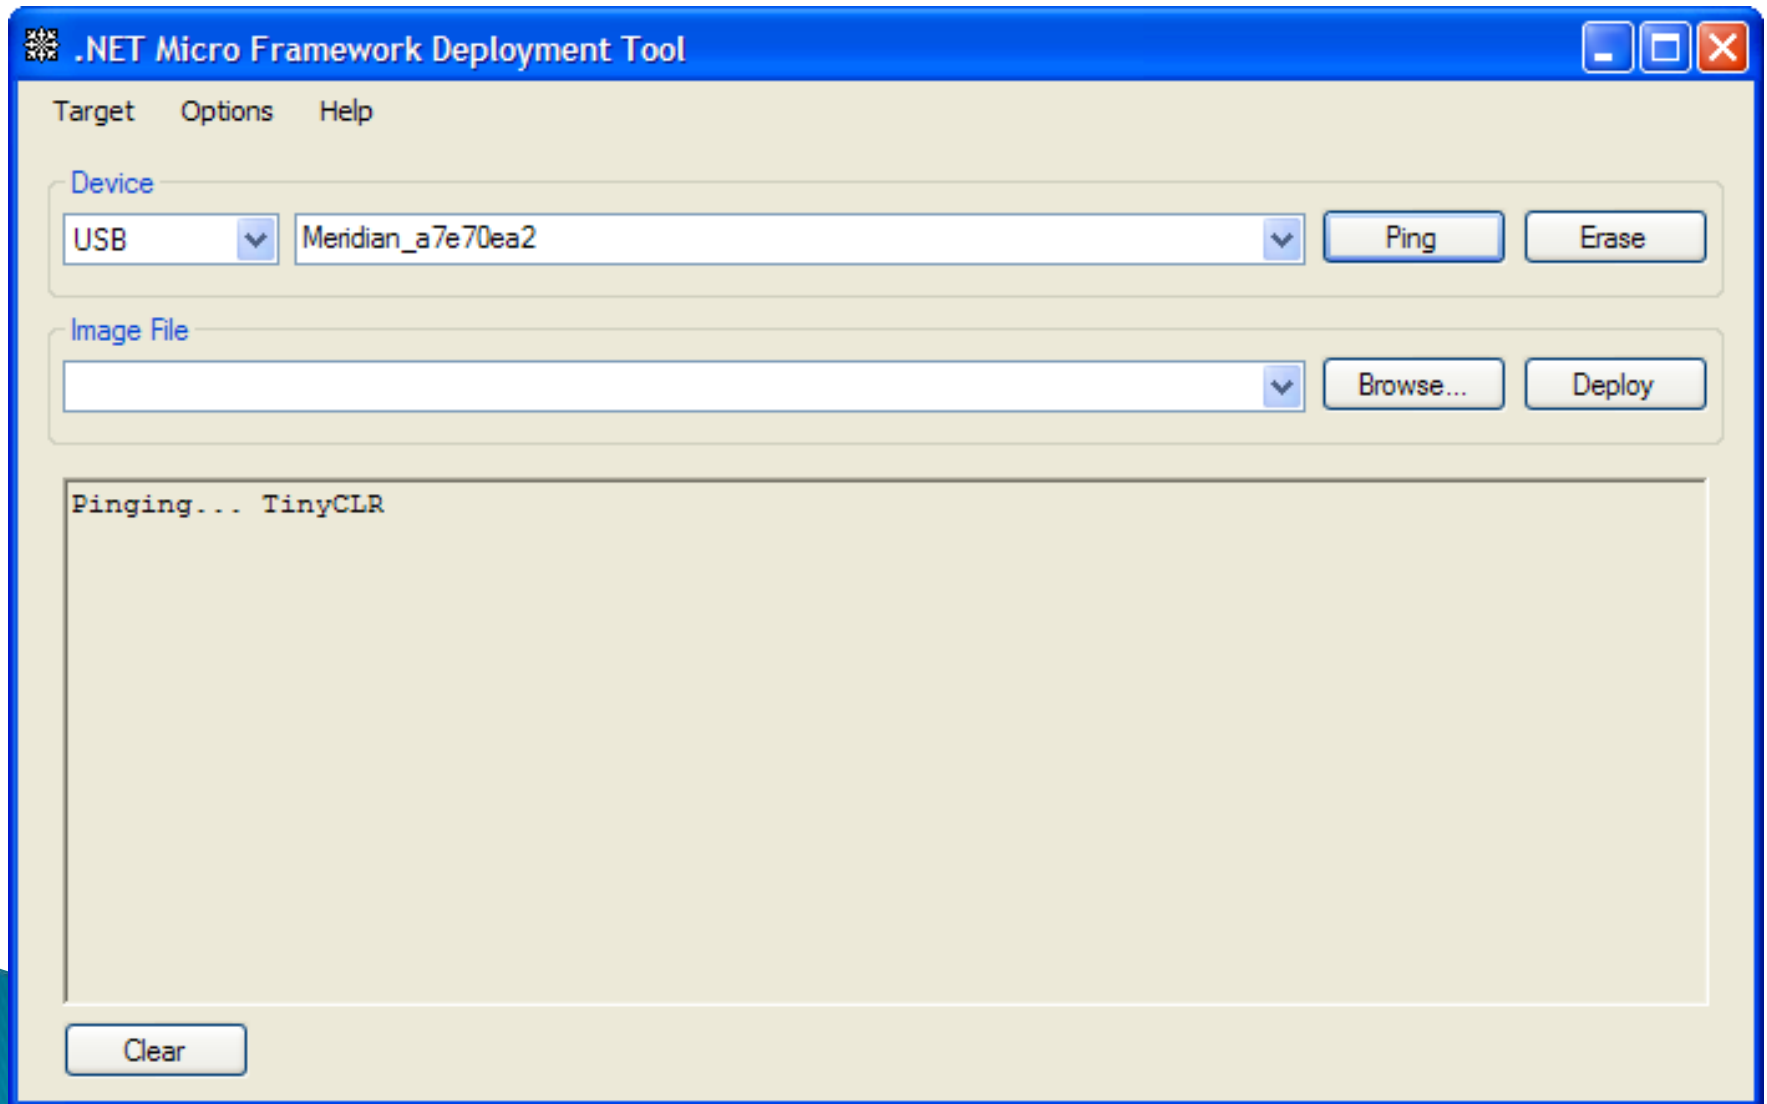 .NET Micro Framework Deployment Tool
Target Options Help
Device
USB Meridian_a7e70ea2 Ping Erase
Image File
Browse... Deploy
Pinging... TinyCLR
Clear